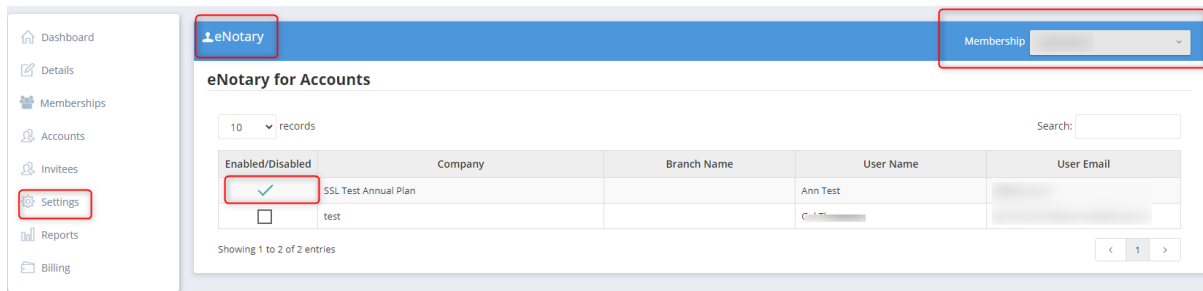 Dashboard
Details
Memberships
Accounts
Invitees
Settings
Reports
Billing
eNotary
Membership
eNotary for Accounts
10 records
Search:
Enabled/Disabled Company Branch Name User Name User Email
SSL Test Annual Plan Ann Test
test
Showing 1 to 2 of 2 entries
< 1 >